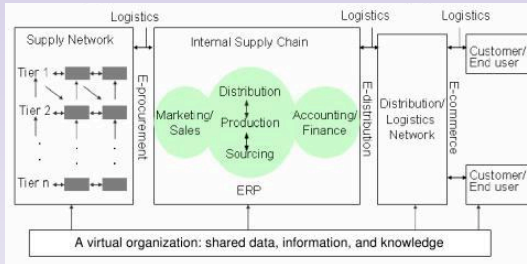 Logistics
Logistics
Logistics
Supply Network
Tier 1
Tier 2
Tier n
E-procurement
Internal Supply Chain
Distribution
Marketing/
Sales
Production
Accounting/
Finance
Sourcing
ERP
E-distribution
Distribution/
Logistics
Network
E-commerce
Customer/
End user
Customer/
End user
A virtual organization: shared data, information, and knowledge